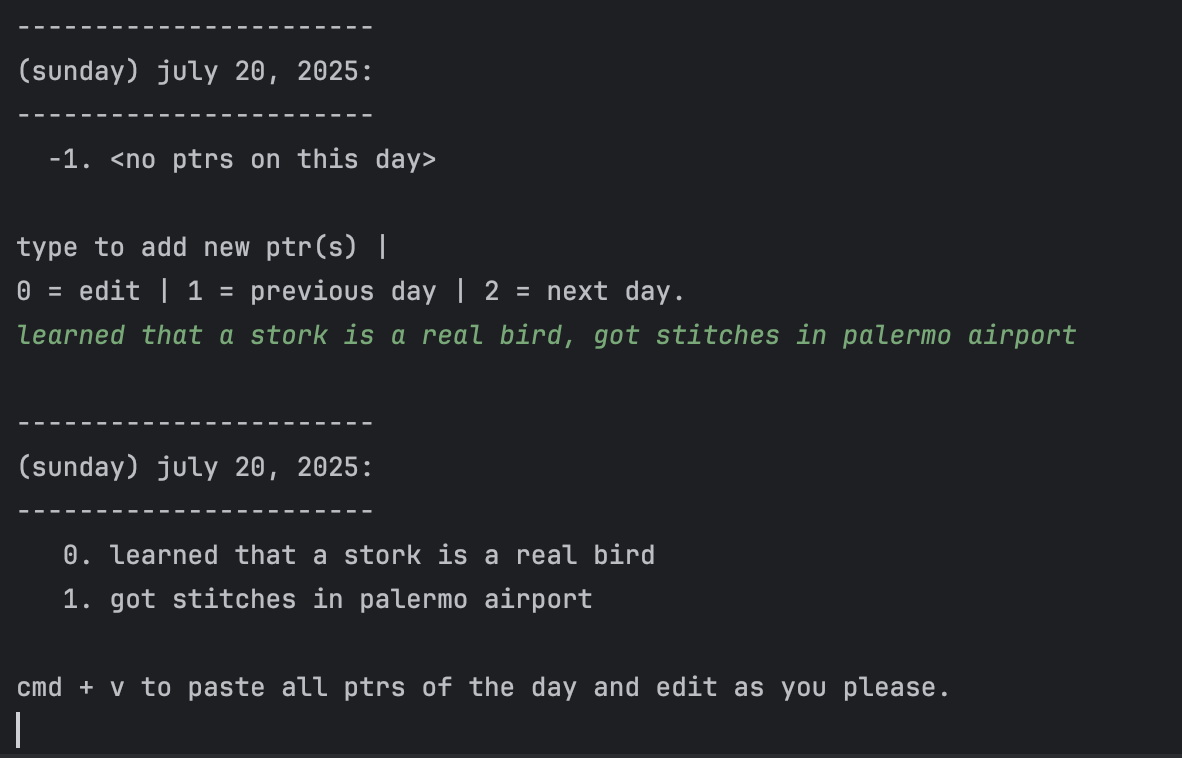 -----------------------
(sunday) july 20, 2025:
-----------------------
  -1. <no ptrs on this day>

type to add new ptr(s) |
0 = edit | 1 = previous day | 2 = next day.
learned that a stork is a real bird, got stitches in palermo airport

-----------------------
(sunday) july 20, 2025:
-----------------------
   0. learned that a stork is a real bird
   1. got stitches in palermo airport

cmd + v to paste all ptrs of the day and edit as you please.